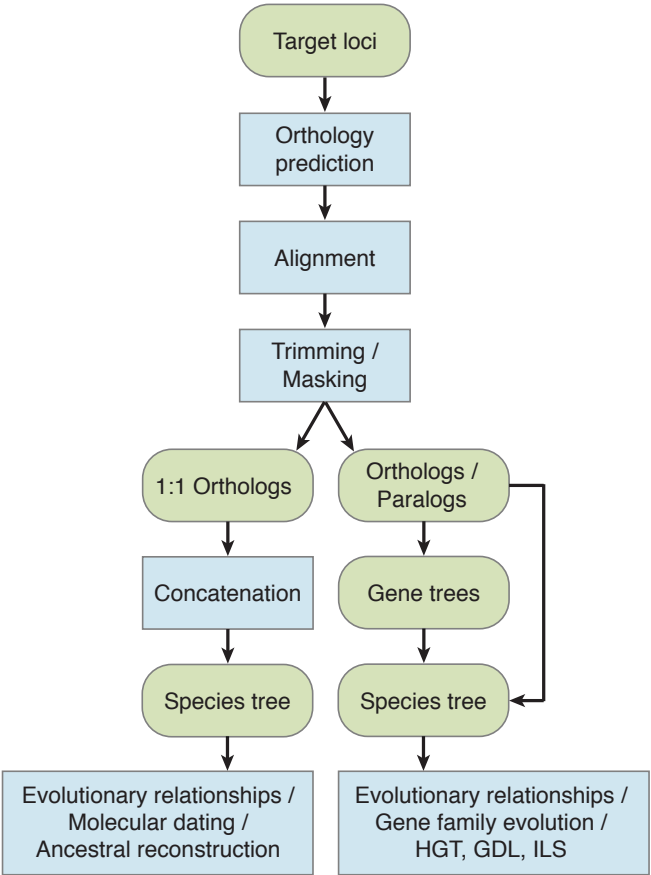 Target loci
Orthology
prediction
Alignment
Trimming /
Masking
1:1 Orthologs
Orthologs /
Paralogs
Concatenation
Gene trees
Species tree
Species tree
Evolutionary relationships /
Molecular dating /
Ancestral reconstruction
Evolutionary relationships /
Gene family evolution /
HGT, GDL, ILS